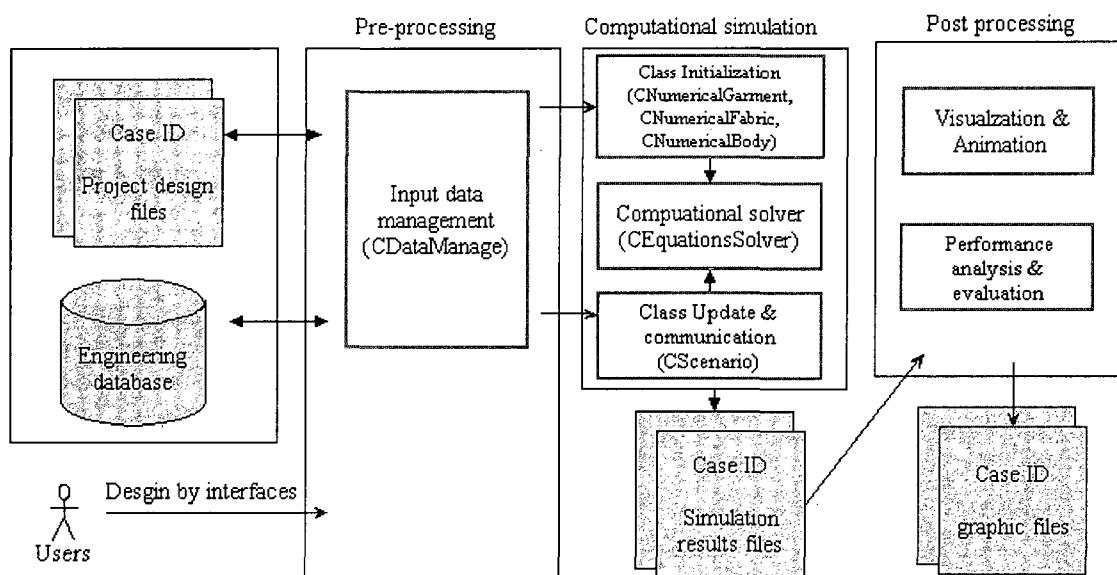 Pre-processing
Computational simulation
Post processing
Case ID
Project design
files
Engineering
database
Users
Desgin by interfaces
Input data
management
(CDataManage)
Class Initialization
(CNumericalGarment,
CNumericalFabric,
CNumericalBody)
Compuational solver
(CEquationsSolver)
Class Update &
communication
(CScenario)
Case ID
Simulation
results files
Visualzation &
Animation
Performance
analysis &
evaluation
Case ID
graphic files